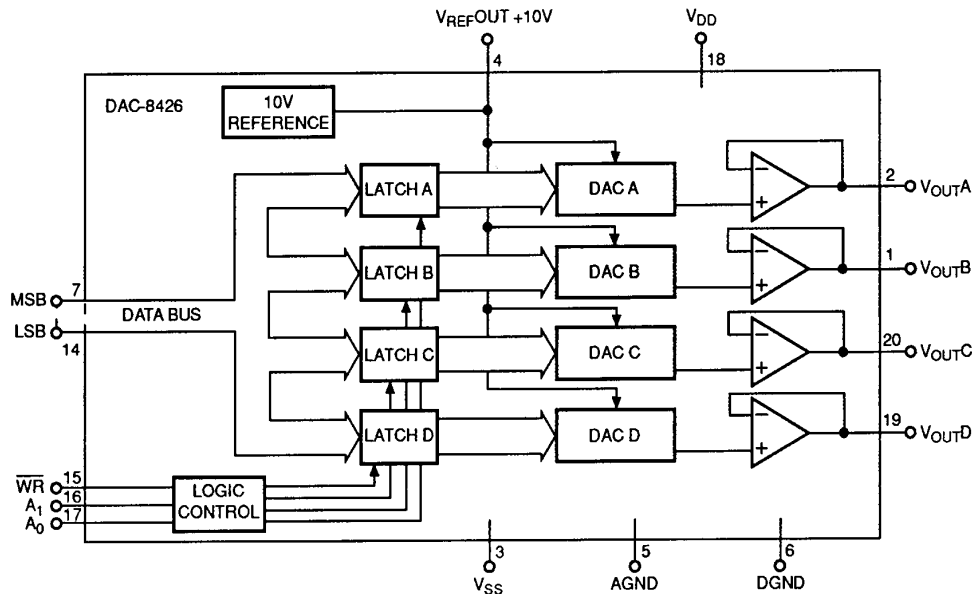 VREFOUT +10V
VDD
4
18
DAC-8426
10V
REFERENCE
LATCH A
DAC A
−
+
2
VOUTA
LATCH B
DAC B
−
+
1
VOUTB
MSB
7
DATA BUS
LSB
14
LATCH C
DAC C
−
+
20
VOUTC
LATCH D
DAC D
−
+
19
VOUTD
WR
15
A1
16
A0
17
LOGIC
CONTROL
3
5
6
VSS
AGND
DGND